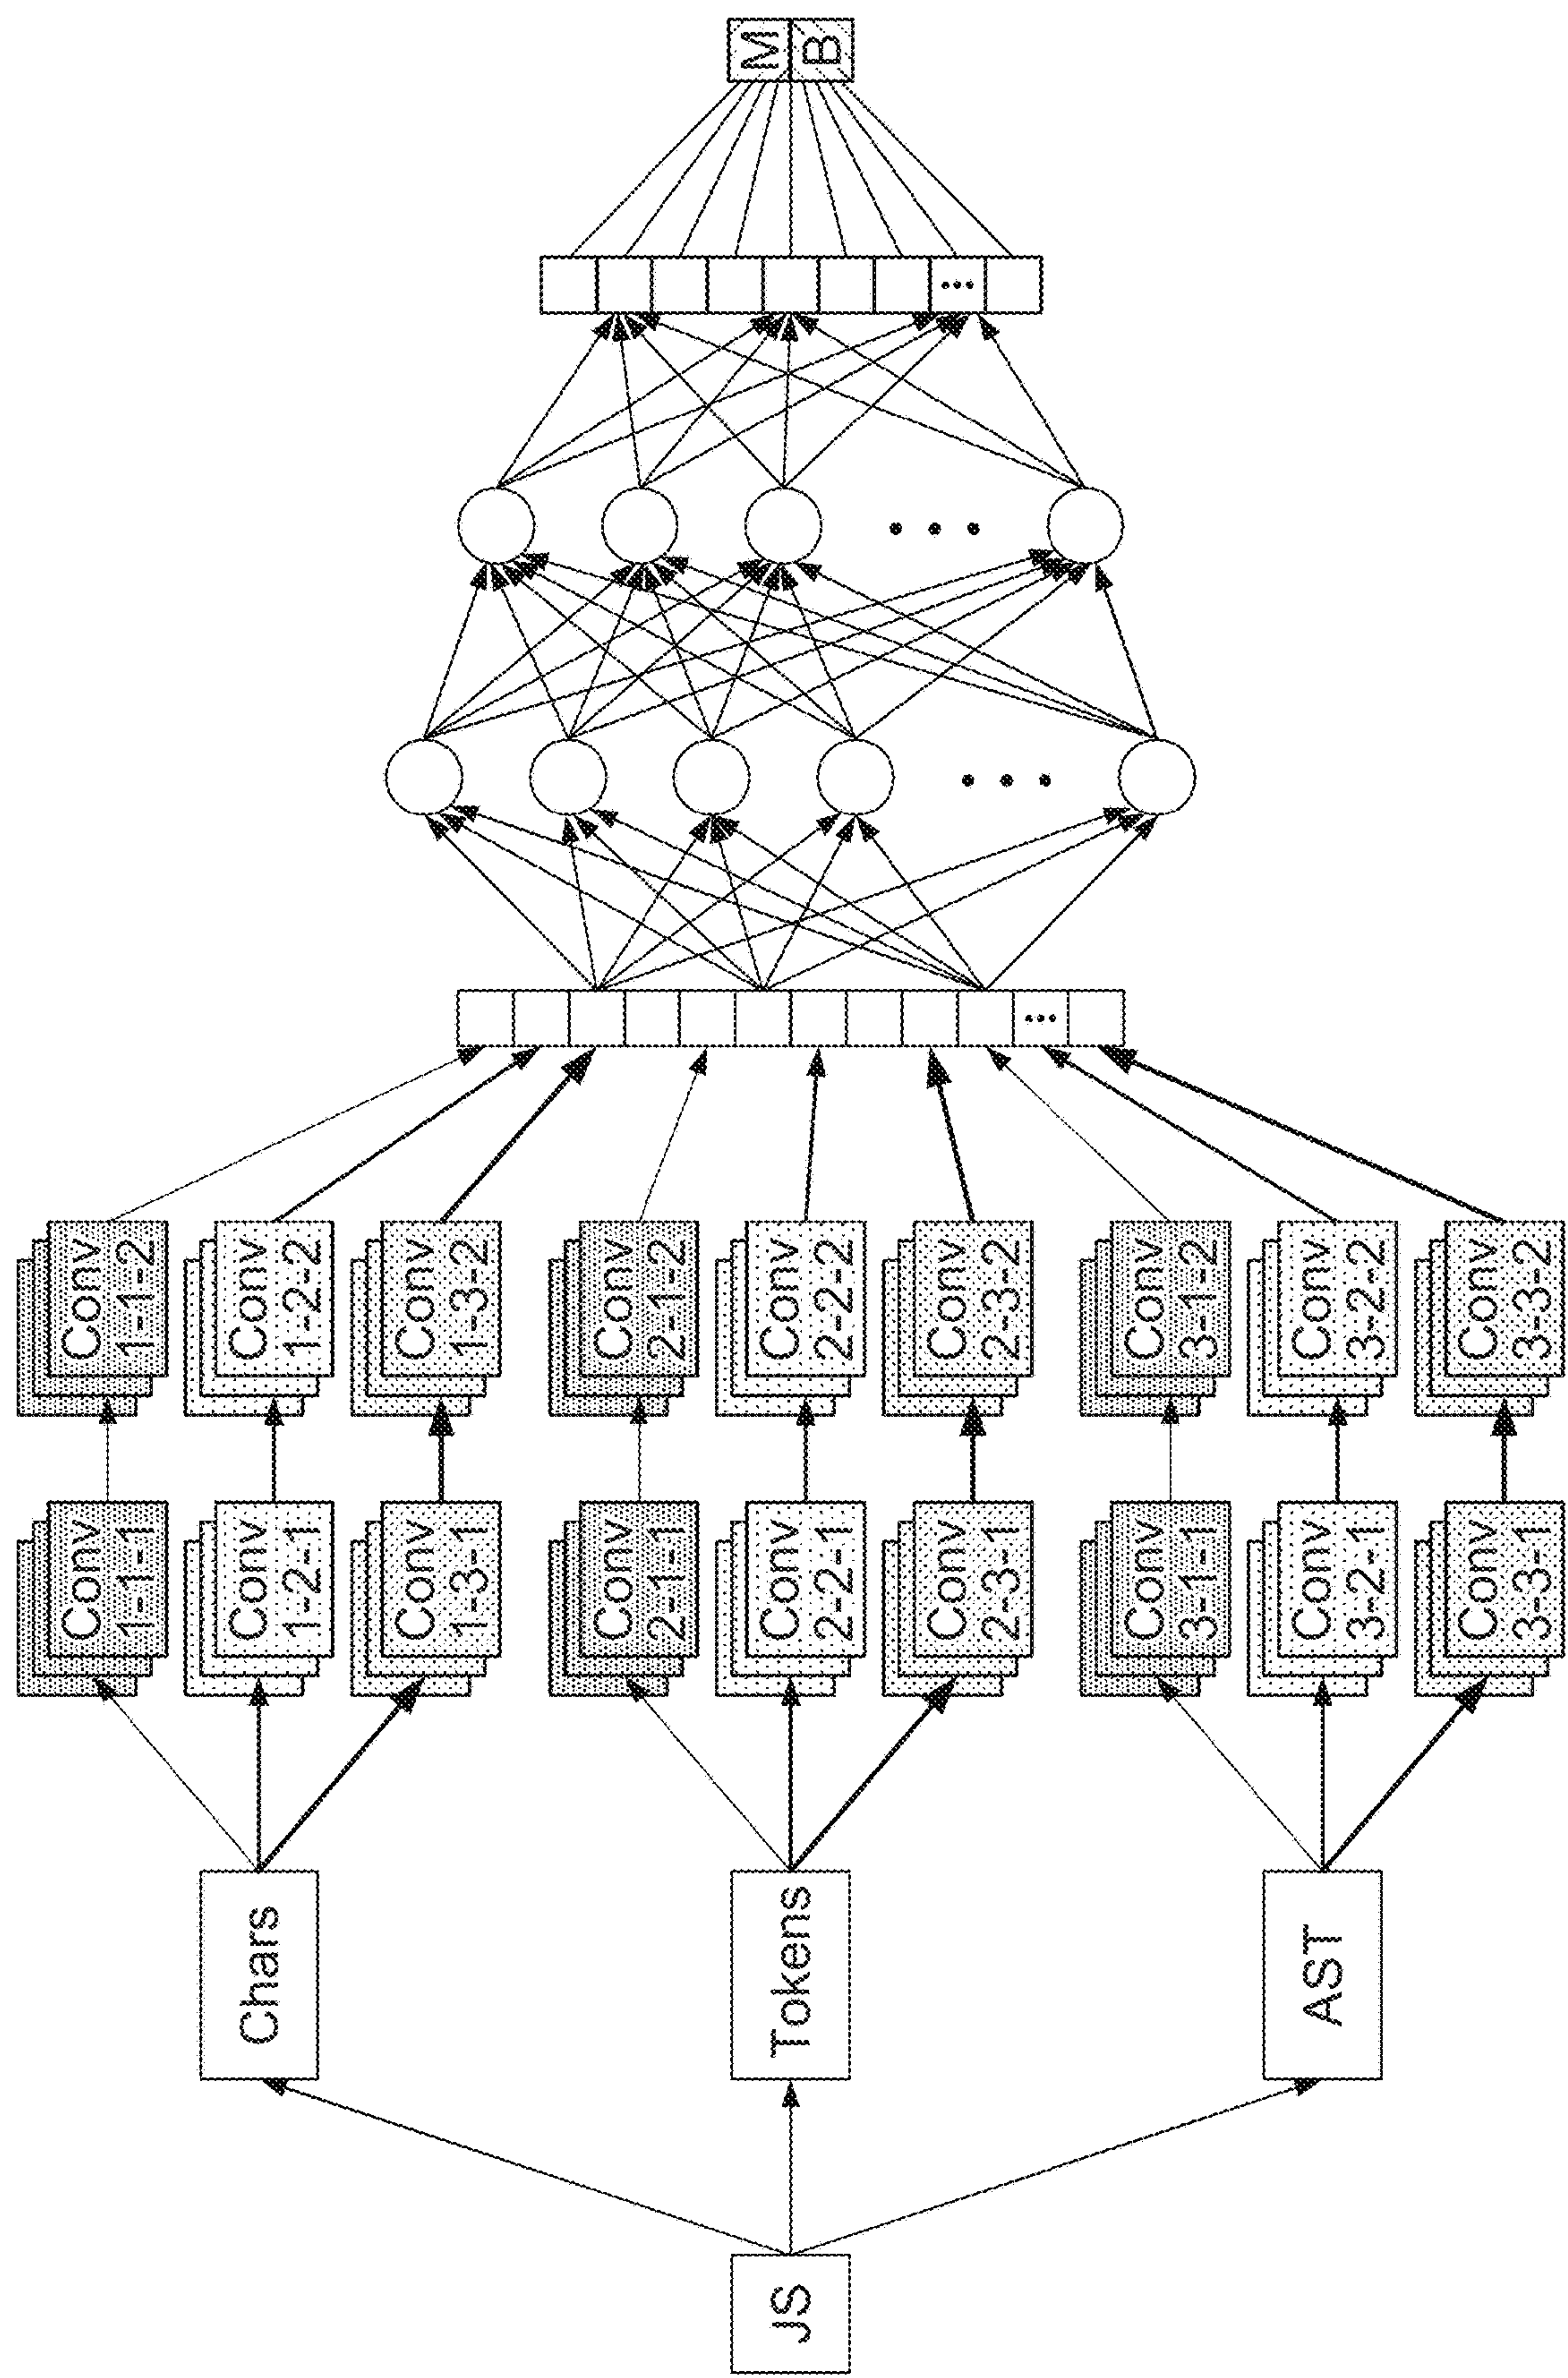 JS
Chars
Tokens
AST
Conv
1-1-1
Conv
1-2-1
Conv
1-3-1
Conv
2-1-1
Conv
2-2-1
Conv
2-3-1
Conv
3-1-1
Conv
3-2-1
Conv
3-3-1
Conv
1-1-2
Conv
1-2-2
Conv
1-3-2
Conv
2-1-2
Conv
2-2-2
Conv
2-3-2
Conv
3-1-2
Conv
3-2-2
Conv
3-3-2
M
B